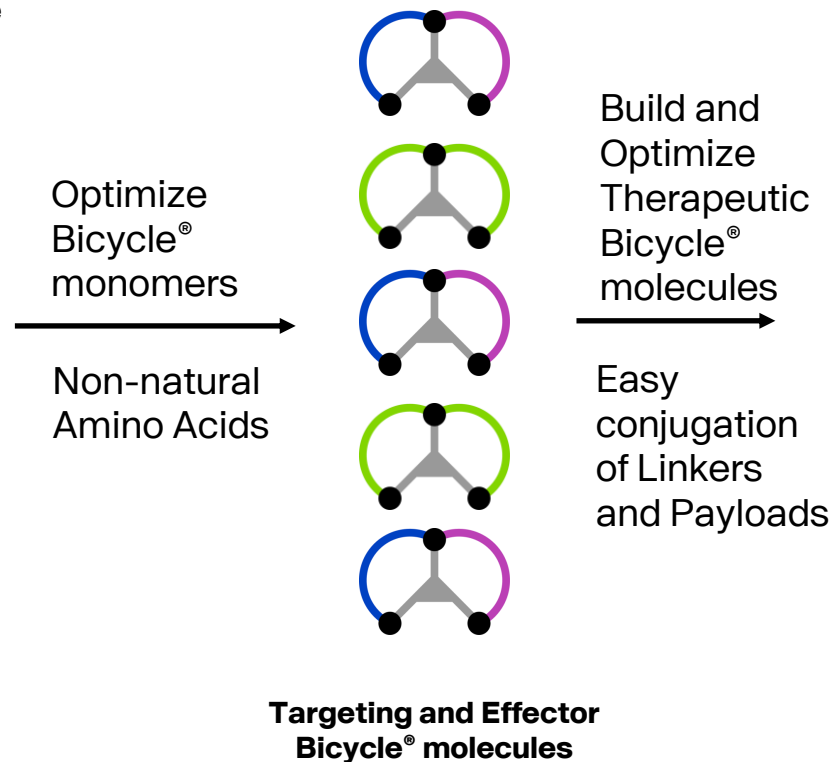 e
Optimize
Bicycle®
monomers
Non-natural
Amino Acids
Build and
Optimize
Therapeutic
Bicycle®
molecules
Easy
conjugation
of Linkers
and Payloads
Targeting and Effector
Bicycle® molecules